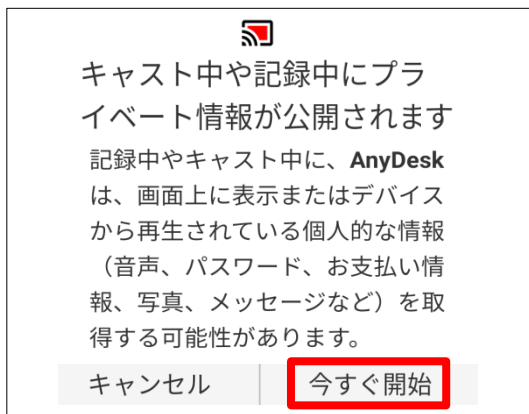 キャスト中や記録中にプラ
イベート情報が公開されます
記録中やキャスト中に、AnyDesk
は、画面上に表示またはデバイス
から再生されている個人的な情報
（音声、パスワード、お支払い情
報、写真、メッセージなど）を取
得する可能性があります。
キャンセル
今すぐ開始